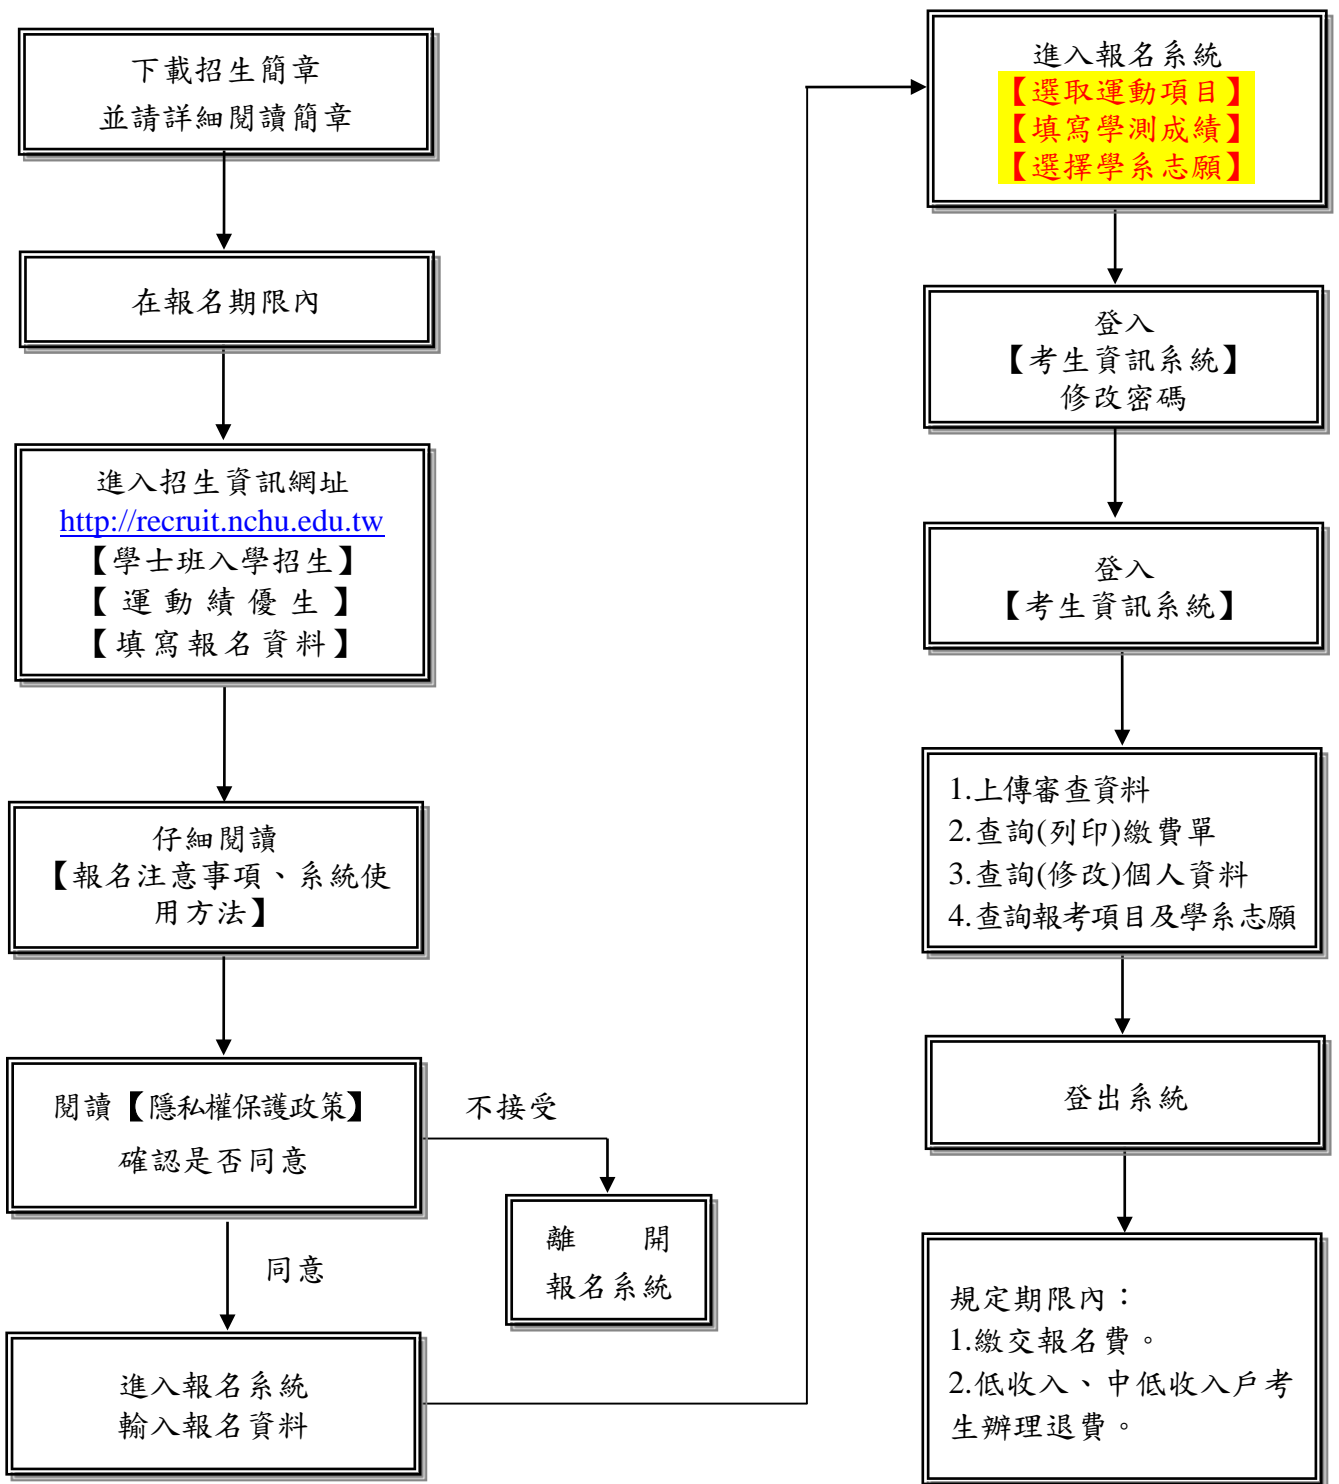 下載招生簡章
並請詳細閱讀簡章
在報名期限內
進入招生資訊網址
http://recruit.nchu.edu.tw
【學士班入學招生】
【運動績優生】
【填寫報名資料】
仔細閱讀
【報名注意事項、系統使
用方法】
閱讀【隱私權保護政策】
確認是否同意
不接受
離 開
報名系統
同意
進入報名系統
輸入報名資料
進入報名系統
【選取運動項目】
【填寫學測成績】
【選擇學系志願】
登入
【考生資訊系統】
修改密碼
登入
【考生資訊系統】
1.上傳審查資料
2.查詢(列印)繳費單
3.查詢(修改)個人資料
4.查詢報考項目及學系志願
登出系統
規定期限內：
1.繳交報名費。
2.低收入、中低收入戶考
生辦理退費。